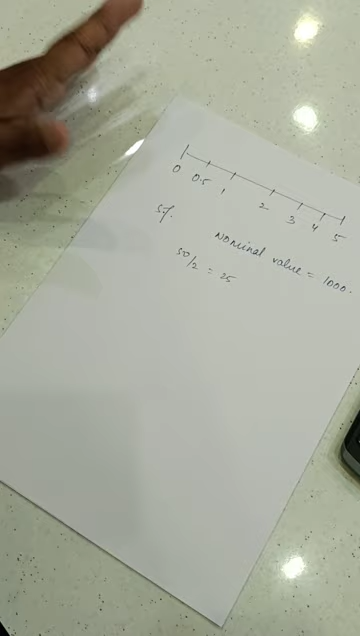 0 0.5 1 2 3 4 5
5%.
Nominal value = 1000.
50/2 = 25